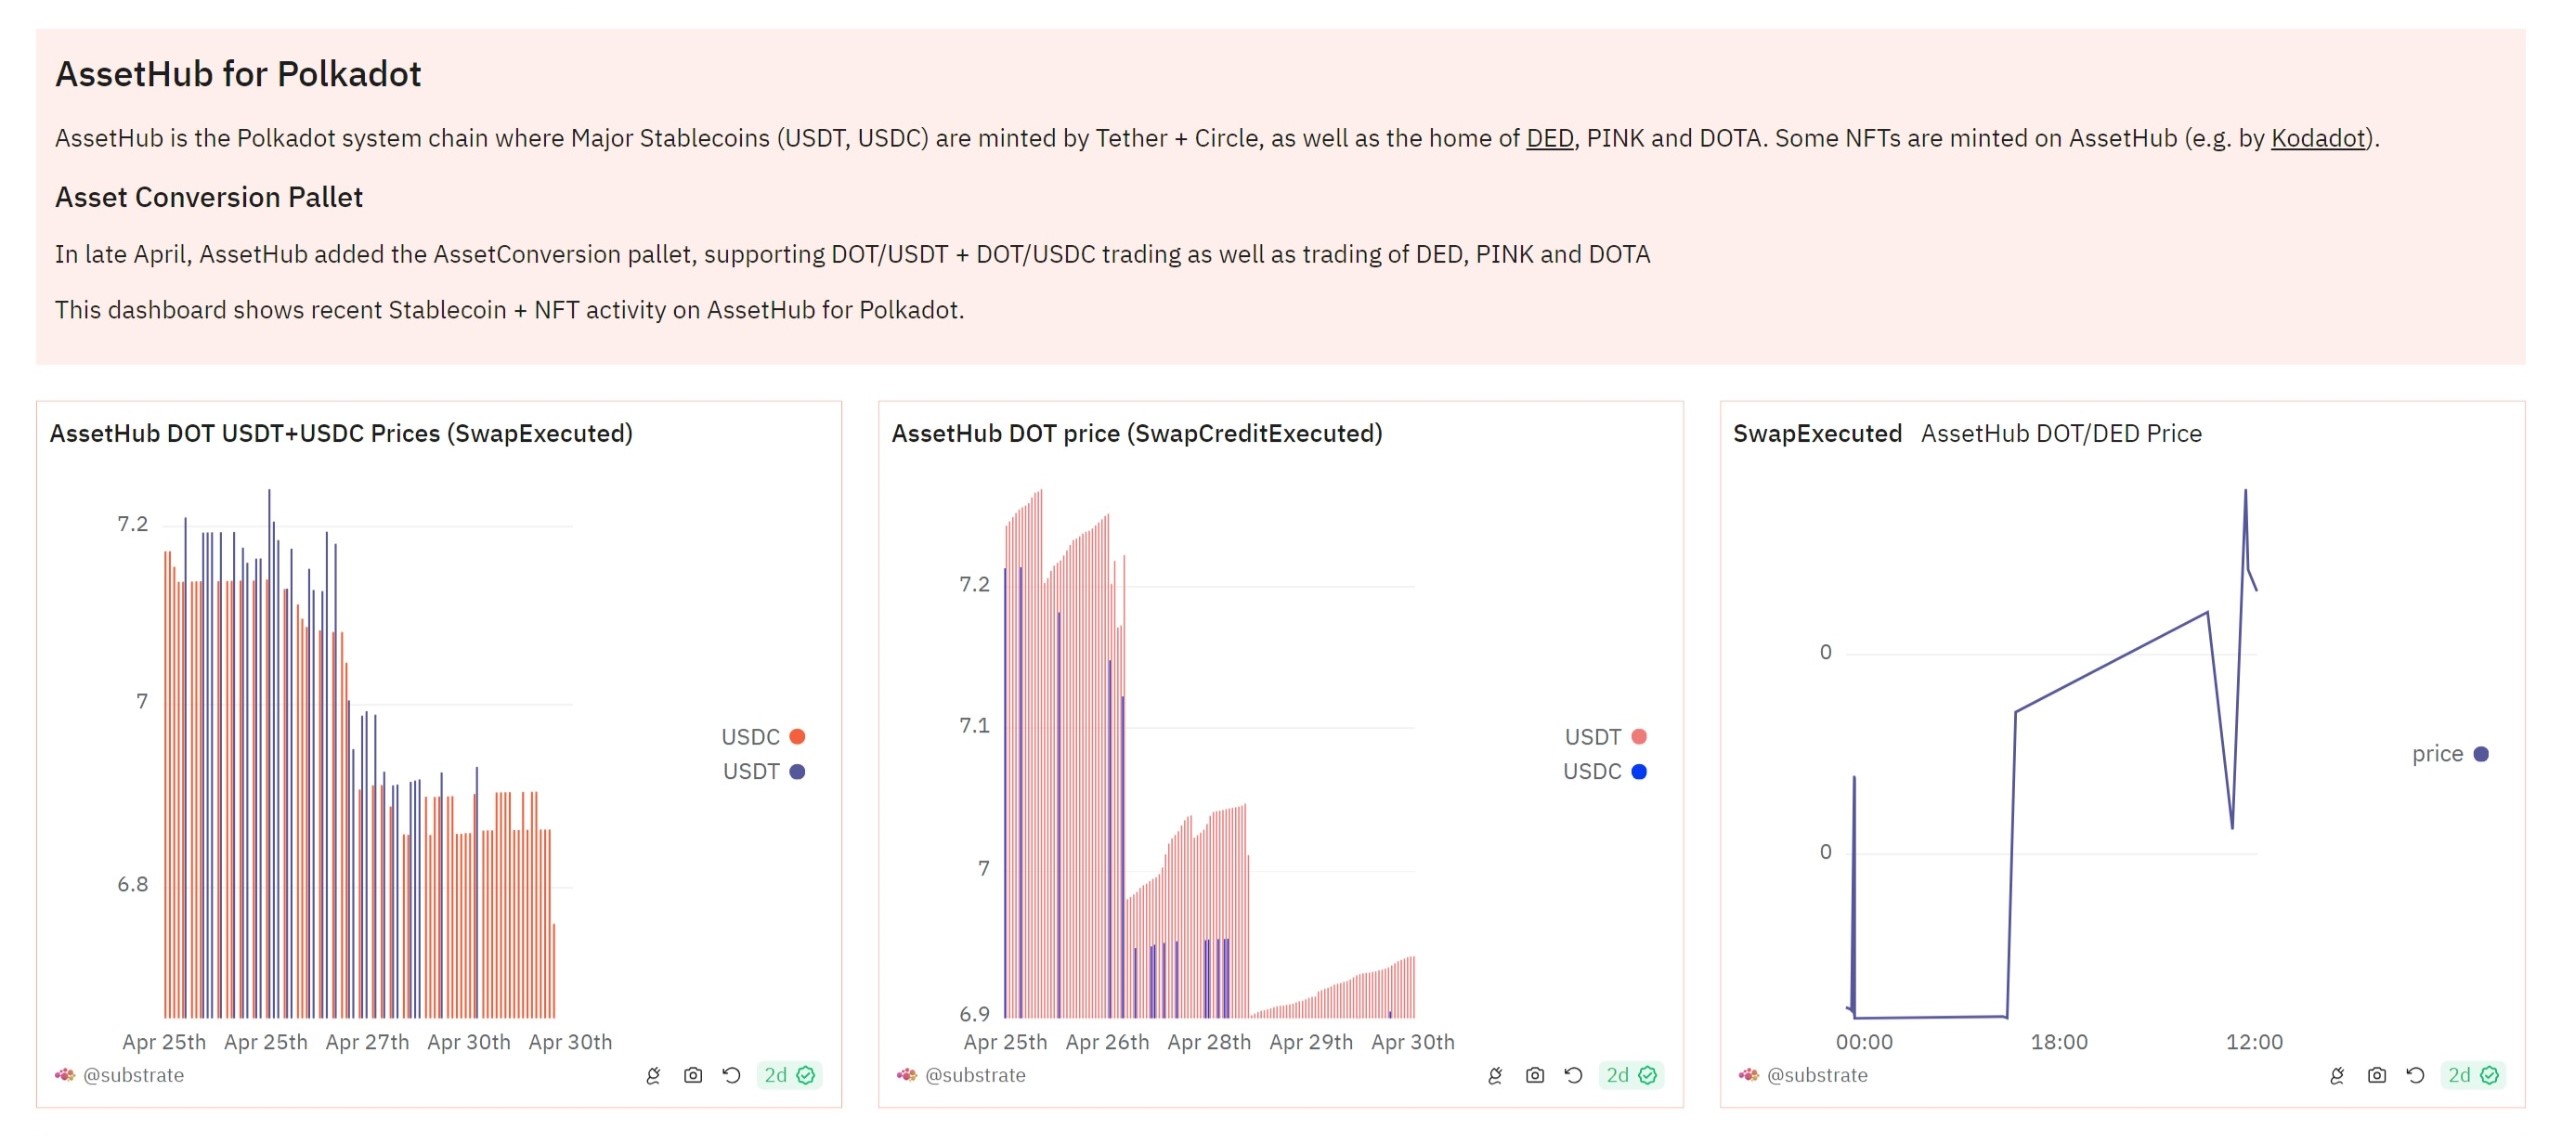 AssetHub for Polkadot
AssetHub is the Polkadot system chain where Major Stablecoins (USDT, USDC) are minted by Tether + Circle, as well as the home of DED, PINK and DOTA. Some NFTs are minted on AssetHub (e.g. by Kodadot).
Asset Conversion Pallet
In late April, AssetHub added the AssetConversion pallet, supporting DOT/USDT + DOT/USDC trading as well as trading of DED, PINK and DOTA
This dashboard shows recent Stablecoin + NFT activity on AssetHub for Polkadot.
AssetHub DOT USDT+USDC Prices (SwapExecuted)
7.2
7
6.8
USDC
USDT
Apr 25th Apr 25th Apr 27th Apr 30th Apr 30th
@substrate 2d
AssetHub DOT price (SwapCreditExecuted)
7.2
7.1
7
6.9
USDT
USDC
Apr 25th Apr 26th Apr 28th Apr 29th Apr 30th
@substrate 2d
SwapExecuted AssetHub DOT/DED Price
0
0
price
00:00 18:00 12:00
@substrate 2d